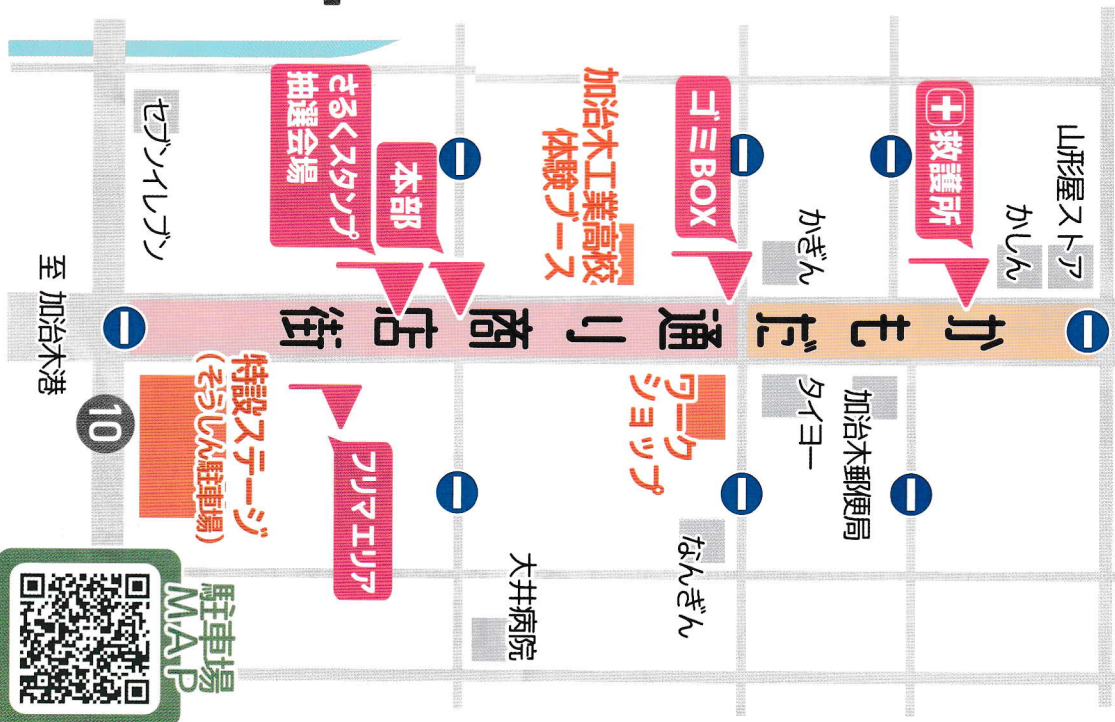 山形屋ストア
かしん
救護所
かぎん
ゴミBOX
加治木工業高校
体験ブース
本部
さるくスタンプ
抽選会場
セブンイレブン
至 加治木港
かもだ通り商店街
加治木郵便局
タイヨー
ワーク
ショップ
なんぎん
大井病院
フリマエリア
特設ステージ
(そうしん駐車場)
10
駐車場
MAP